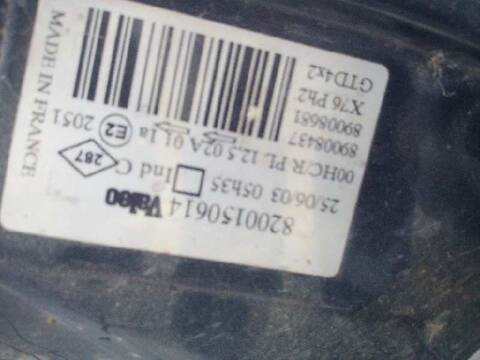 8200150614 Valeo
25/06/03 05h35 Ind C
00HC/R PL 12,5 02A 01 1a E2 2051
287
89008437
89008681
X76 Ph2
GTD4x2
MADE IN FRANCE